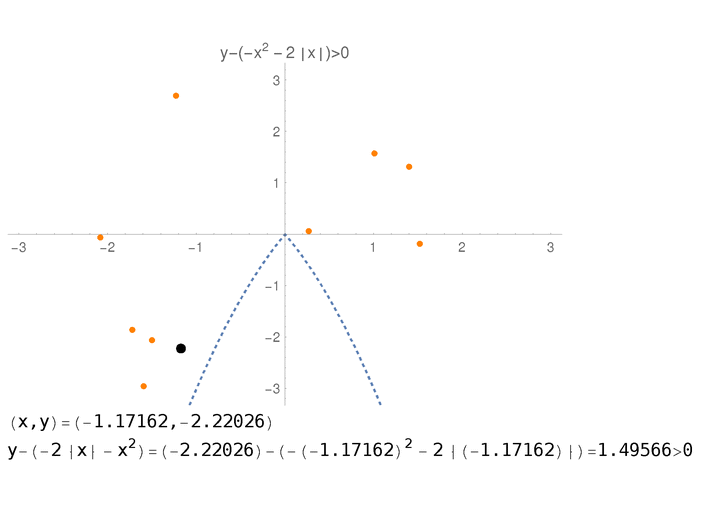 y−(−x² − 2 |x|)>0
3
2
1
−3 −2 −1 1 2 3
−1
−2
−3
(x,y)=(−1.17162,−2.22026)
y−(−2 |x| − x²)=(−2.22026)−(−(−1.17162)² − 2 |(−1.17162)|)=1.49566>0